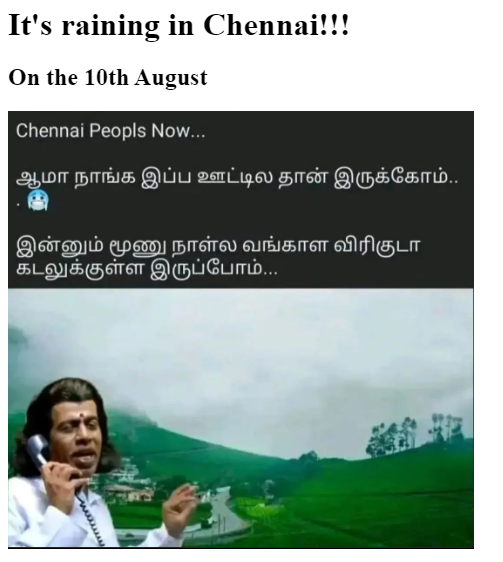 It's raining in Chennai!!!
On the 10th August
Chennai Peopls Now...
ஆமா நாங்க இப்ப ஊட்டில தான் இருக்கோம்..
. 🥶
இன்னும் மூணு நாள்ல வங்காள விரிகுடா
கடலுக்குள்ள இருப்போம்...